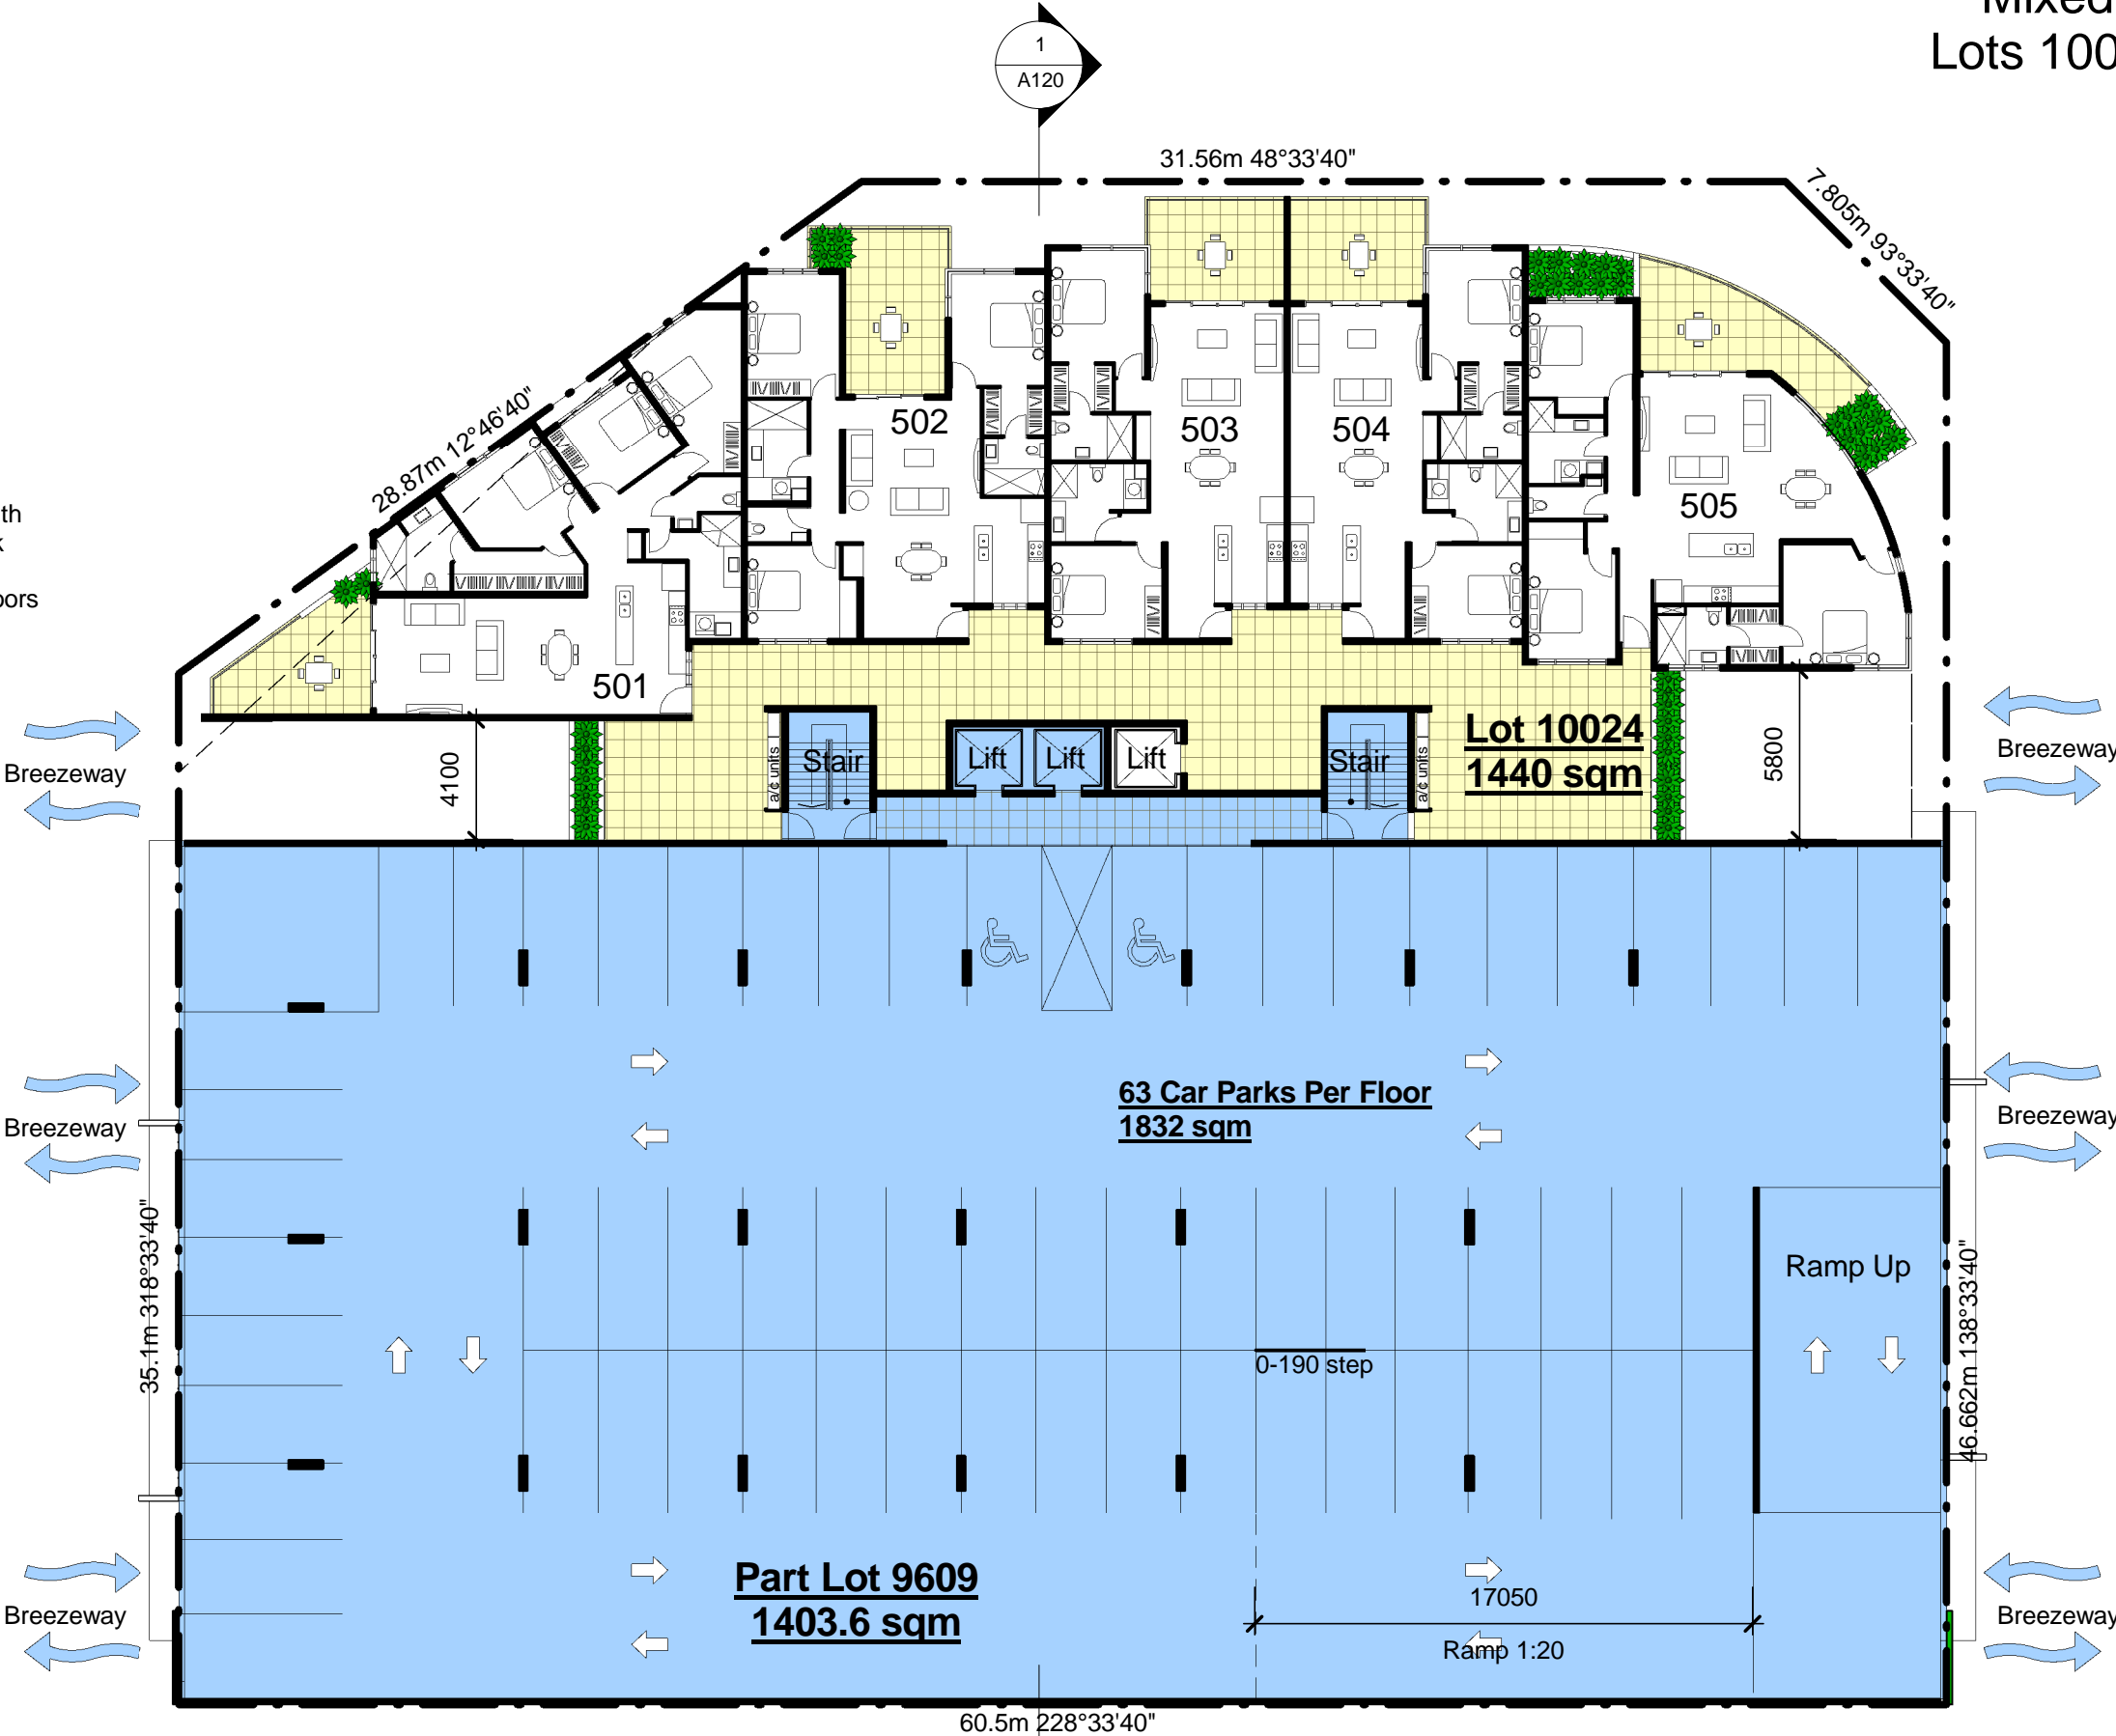 Mixed
Lots 100
1
A120
31.56m 48°33'40"
7.805m 93°33'40"
28.87m 12°46'40"
th
k
oors
502
503
504
505
501
Lot 10024
1440 sqm
Breezeway
4100
a/c units
Stair
Lift
Lift
Lift
Stair
a/c units
5800
Breezeway
63 Car Parks Per Floor
1832 sqm
Breezeway
Breezeway
35.1m 318°33'40"
Ramp Up
46.662m 138°33'40"
0-190 step
Part Lot 9609
1403.6 sqm
17050
Ramp 1:20
Breezeway
Breezeway
60.5m 228°33'40"